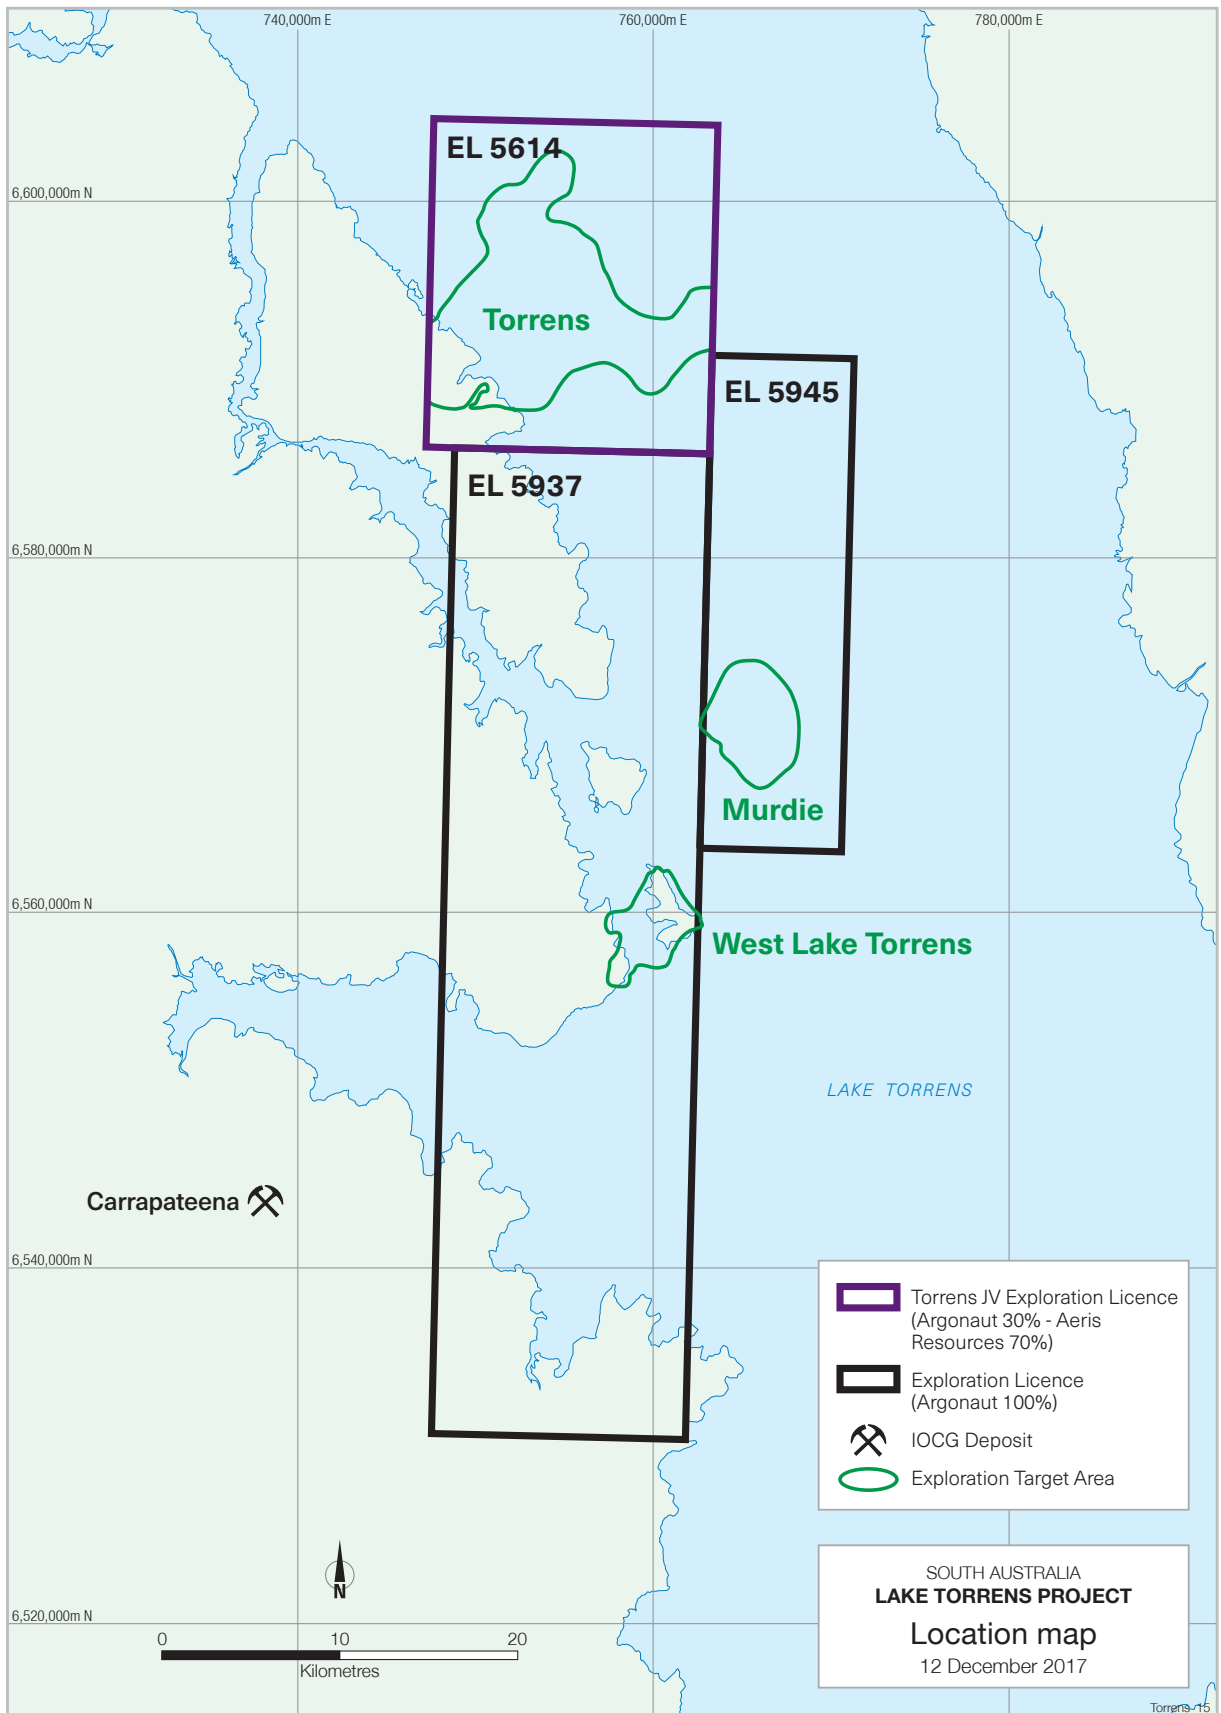 740,000m E
760,000m E
780,000m E
EL 5614
6,600,000m N
Torrens
EL 5945
EL 5937
6,580,000m N
Murdie
6,560,000m N
West Lake Torrens
LAKE TORRENS
Carrapateena
6,540,000m N
Torrens JV Exploration Licence
(Argonaut 30% - Aeris
Resources 70%)
Exploration Licence
(Argonaut 100%)
IOCG Deposit
Exploration Target Area
N
SOUTH AUSTRALIA
LAKE TORRENS PROJECT
Location map
12 December 2017
6,520,000m N
0 10 20
Kilometres
Torrens 15